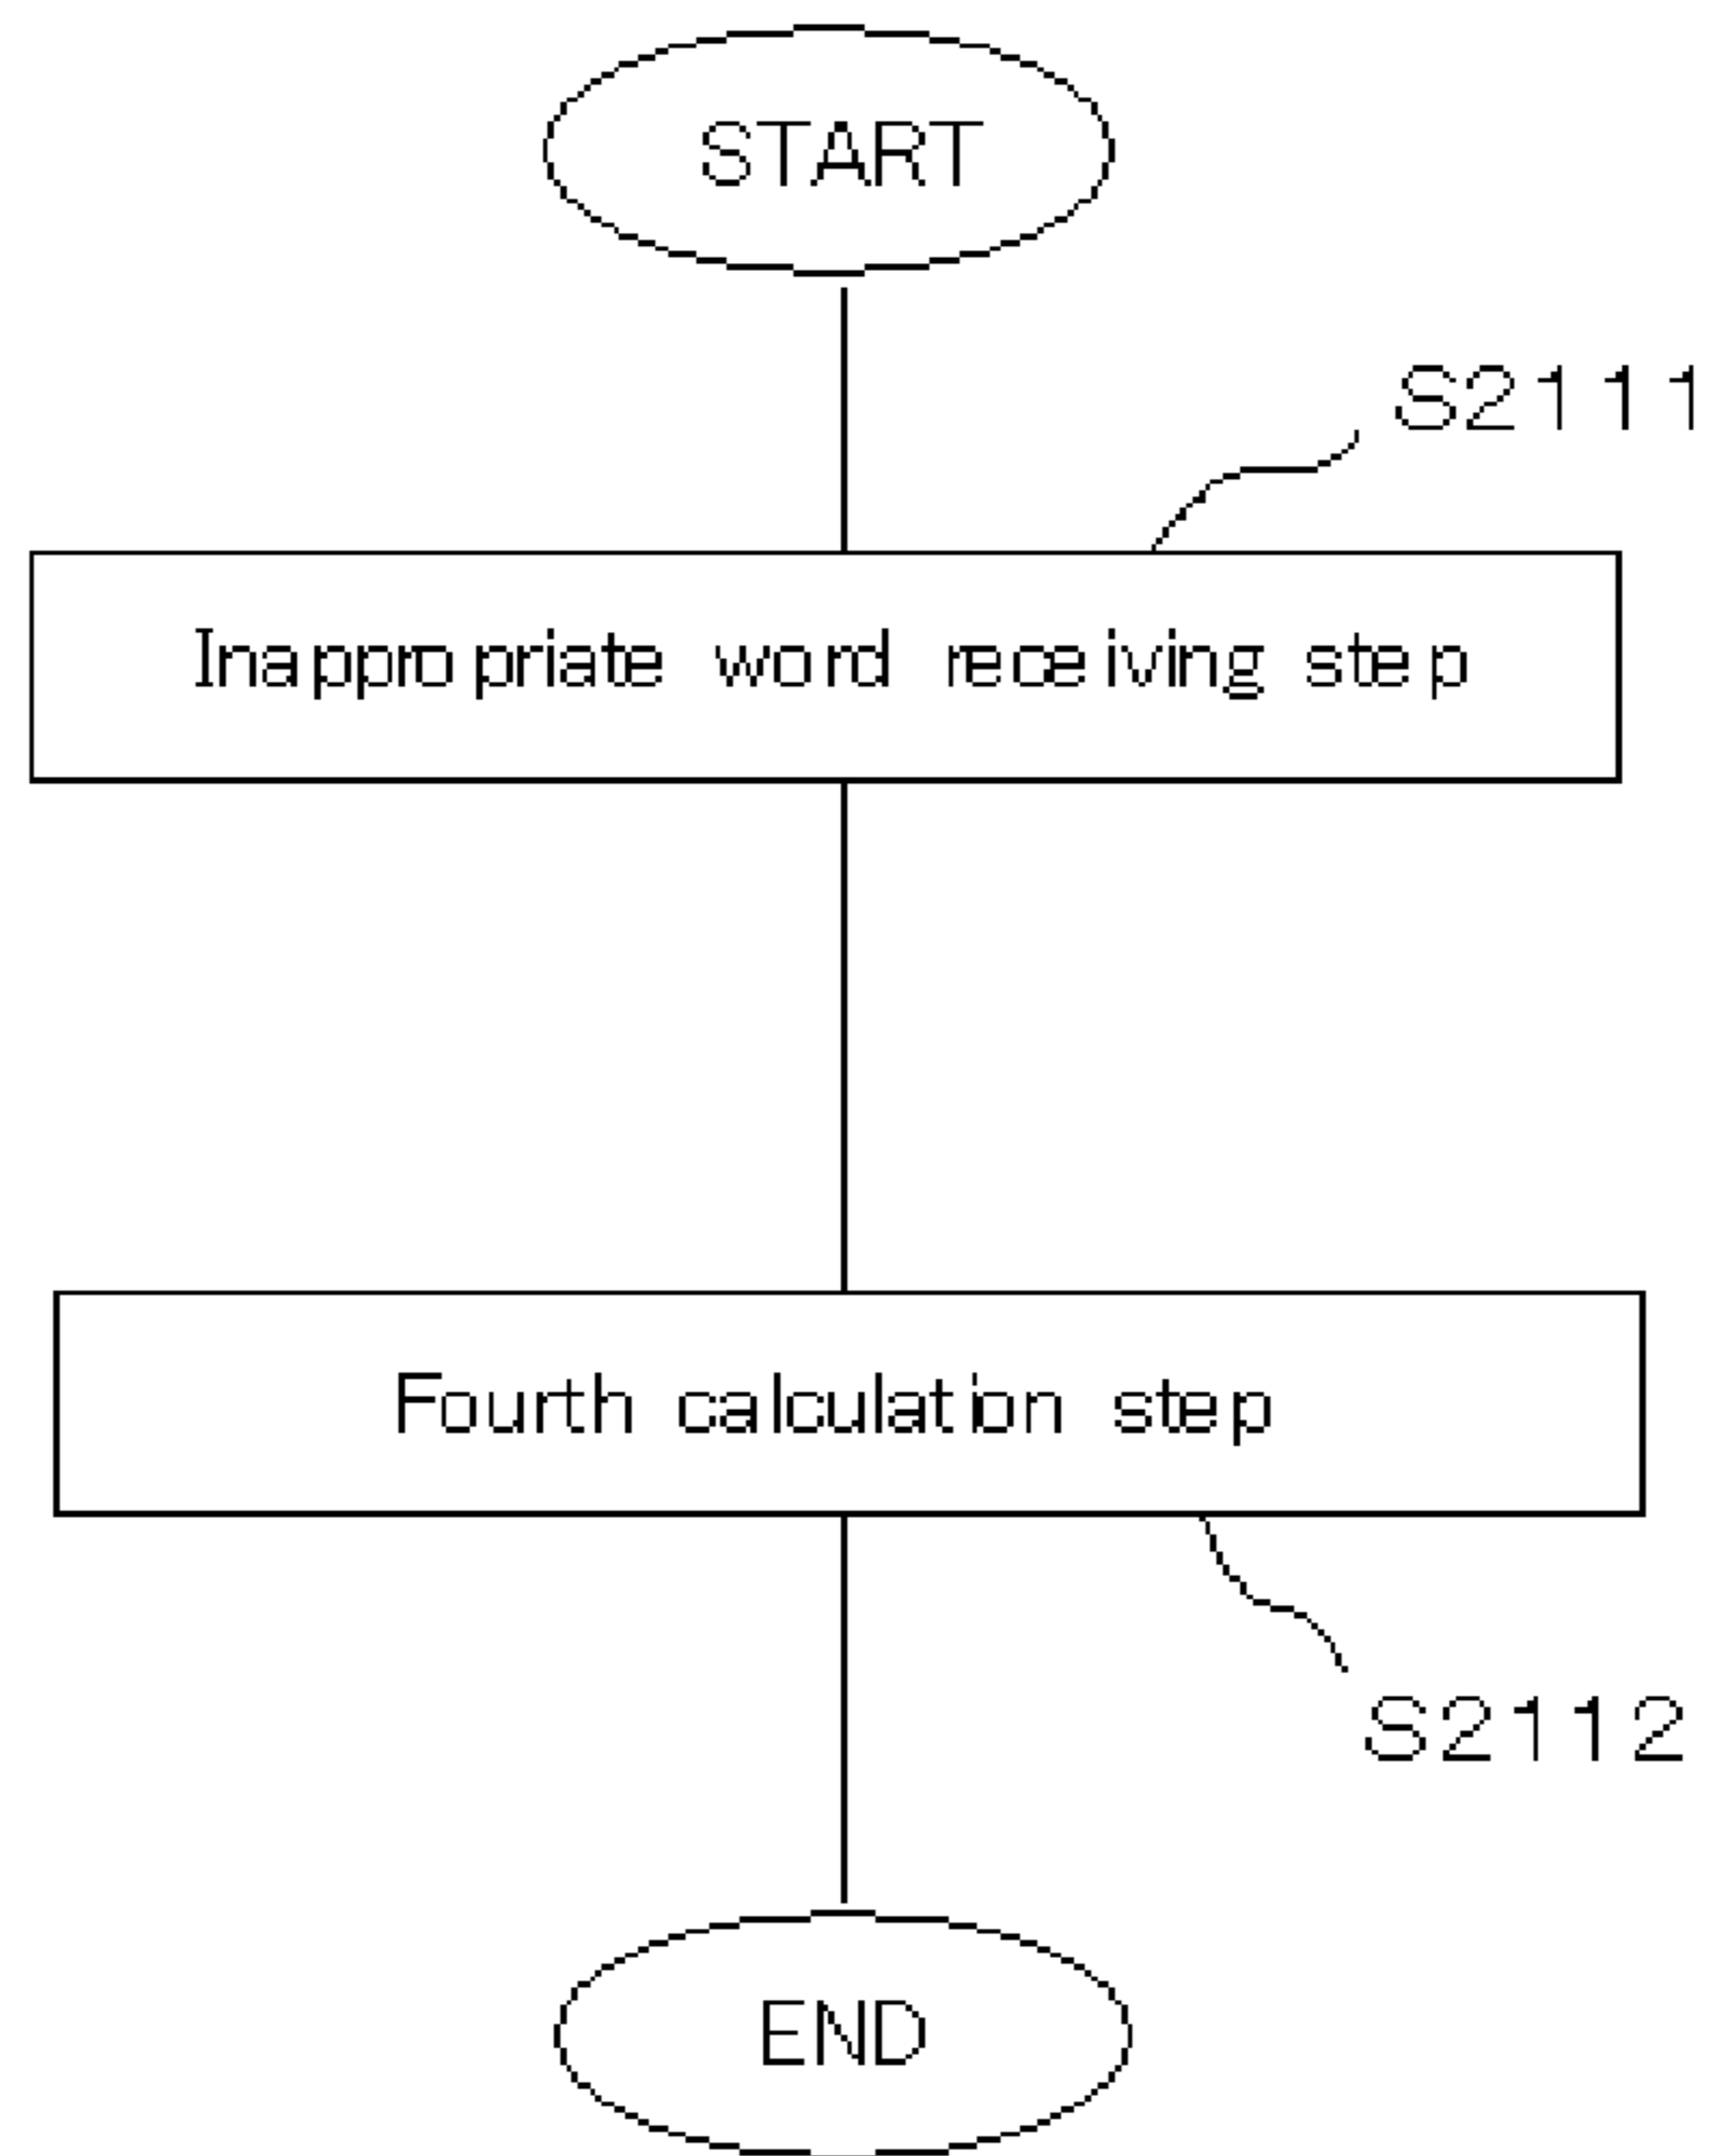 START
S2111
Inappropriate word receiving step
Fourth calculation step
S2112
END